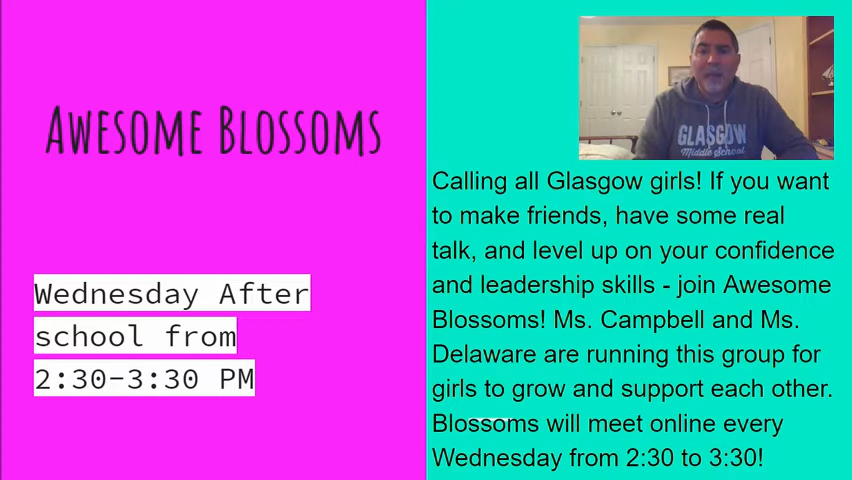 Awesome Blossoms
Wednesday After
school from
2:30-3:30 PM
GLASGOW
Middle School
Calling all Glasgow girls! If you want
to make friends, have some real
talk, and level up on your confidence
and leadership skills - join Awesome
Blossoms! Ms. Campbell and Ms.
Delaware are running this group for
girls to grow and support each other.
Blossoms will meet online every
Wednesday from 2:30 to 3:30!